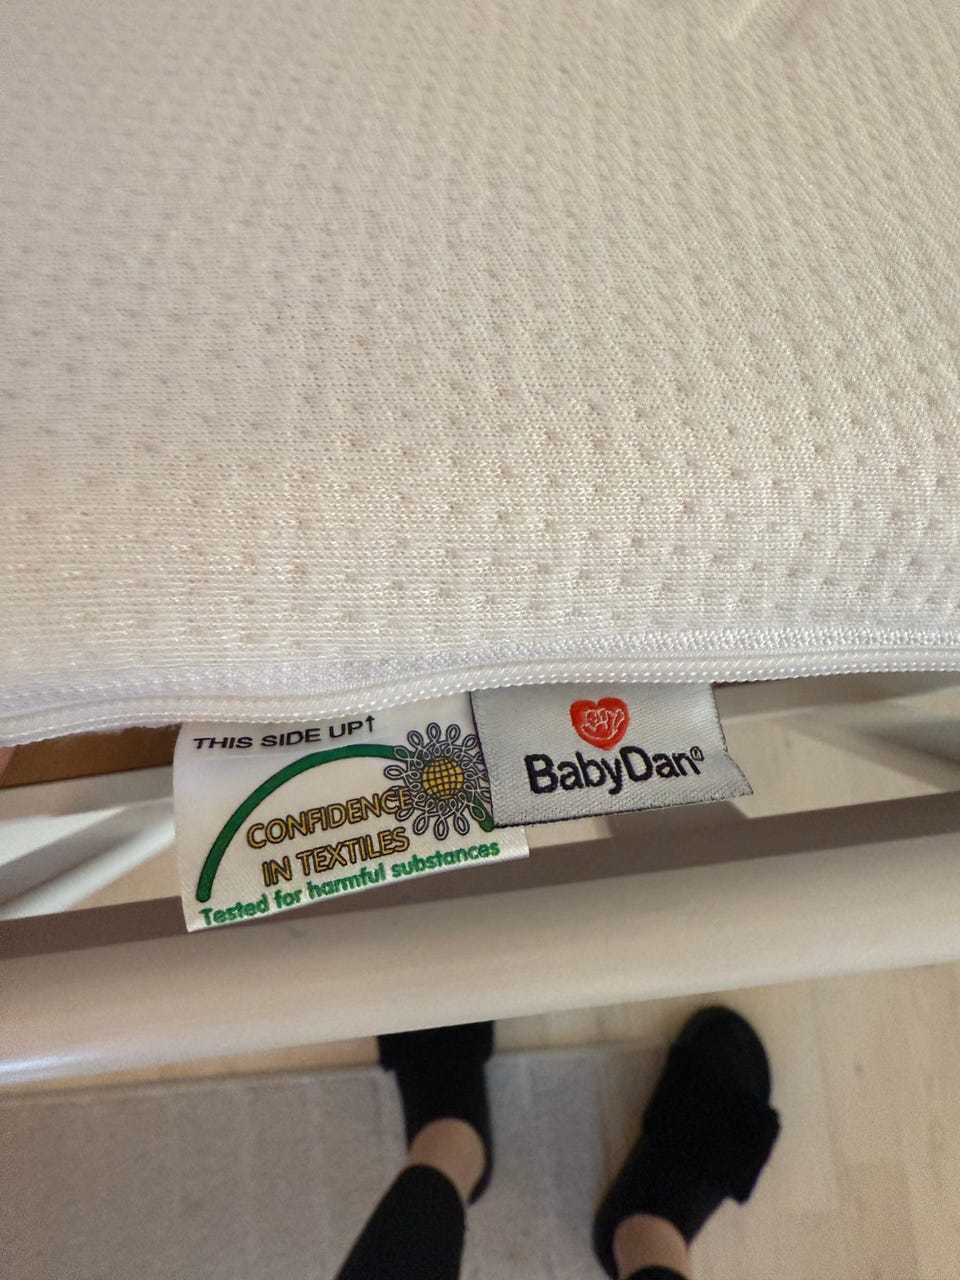 THIS SIDE UP↑
CONFIDENCE
IN TEXTILES
Tested for harmful substances
BabyDan®